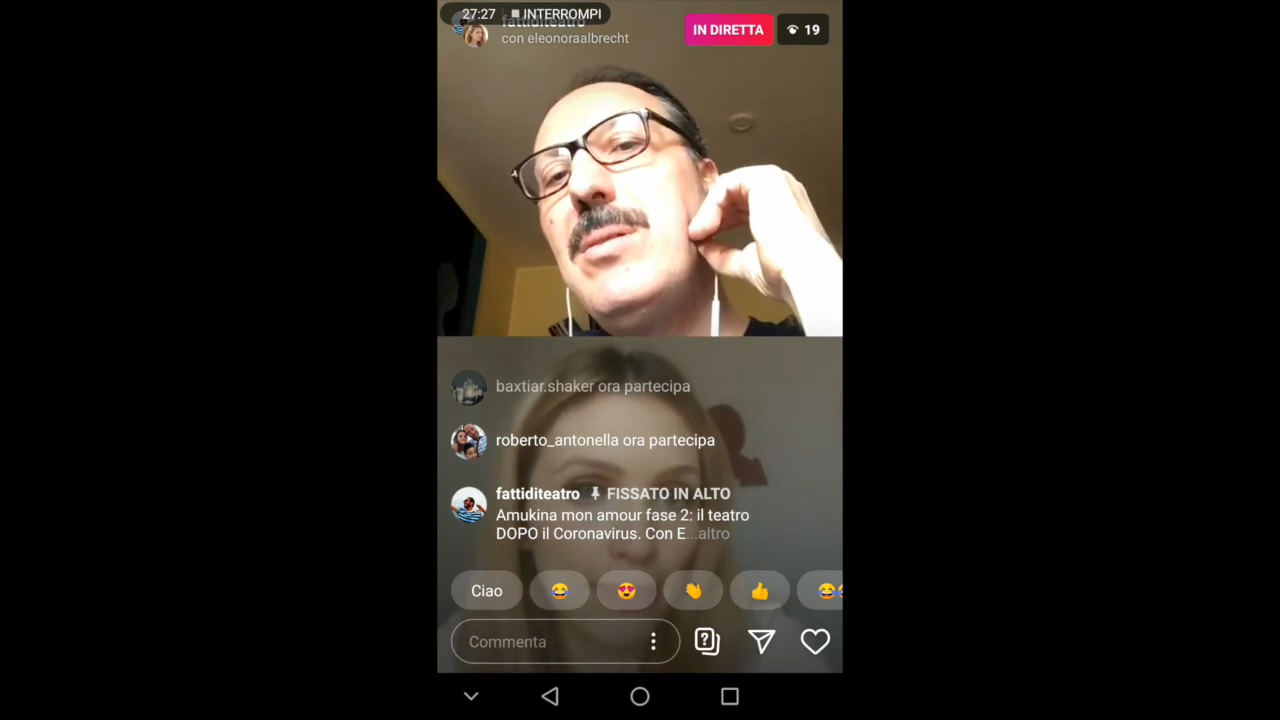 27:27 INTERROMPI
fattiditeatro
con eleonoraalbrecht
IN DIRETTA
19
baxtiar.shaker ora partecipa
roberto_antonella ora partecipa
fattiditeatro FISSATO IN ALTO
Amukina mon amour fase 2: il teatro
DOPO il Coronavirus. Con E...altro
Ciao
Commenta